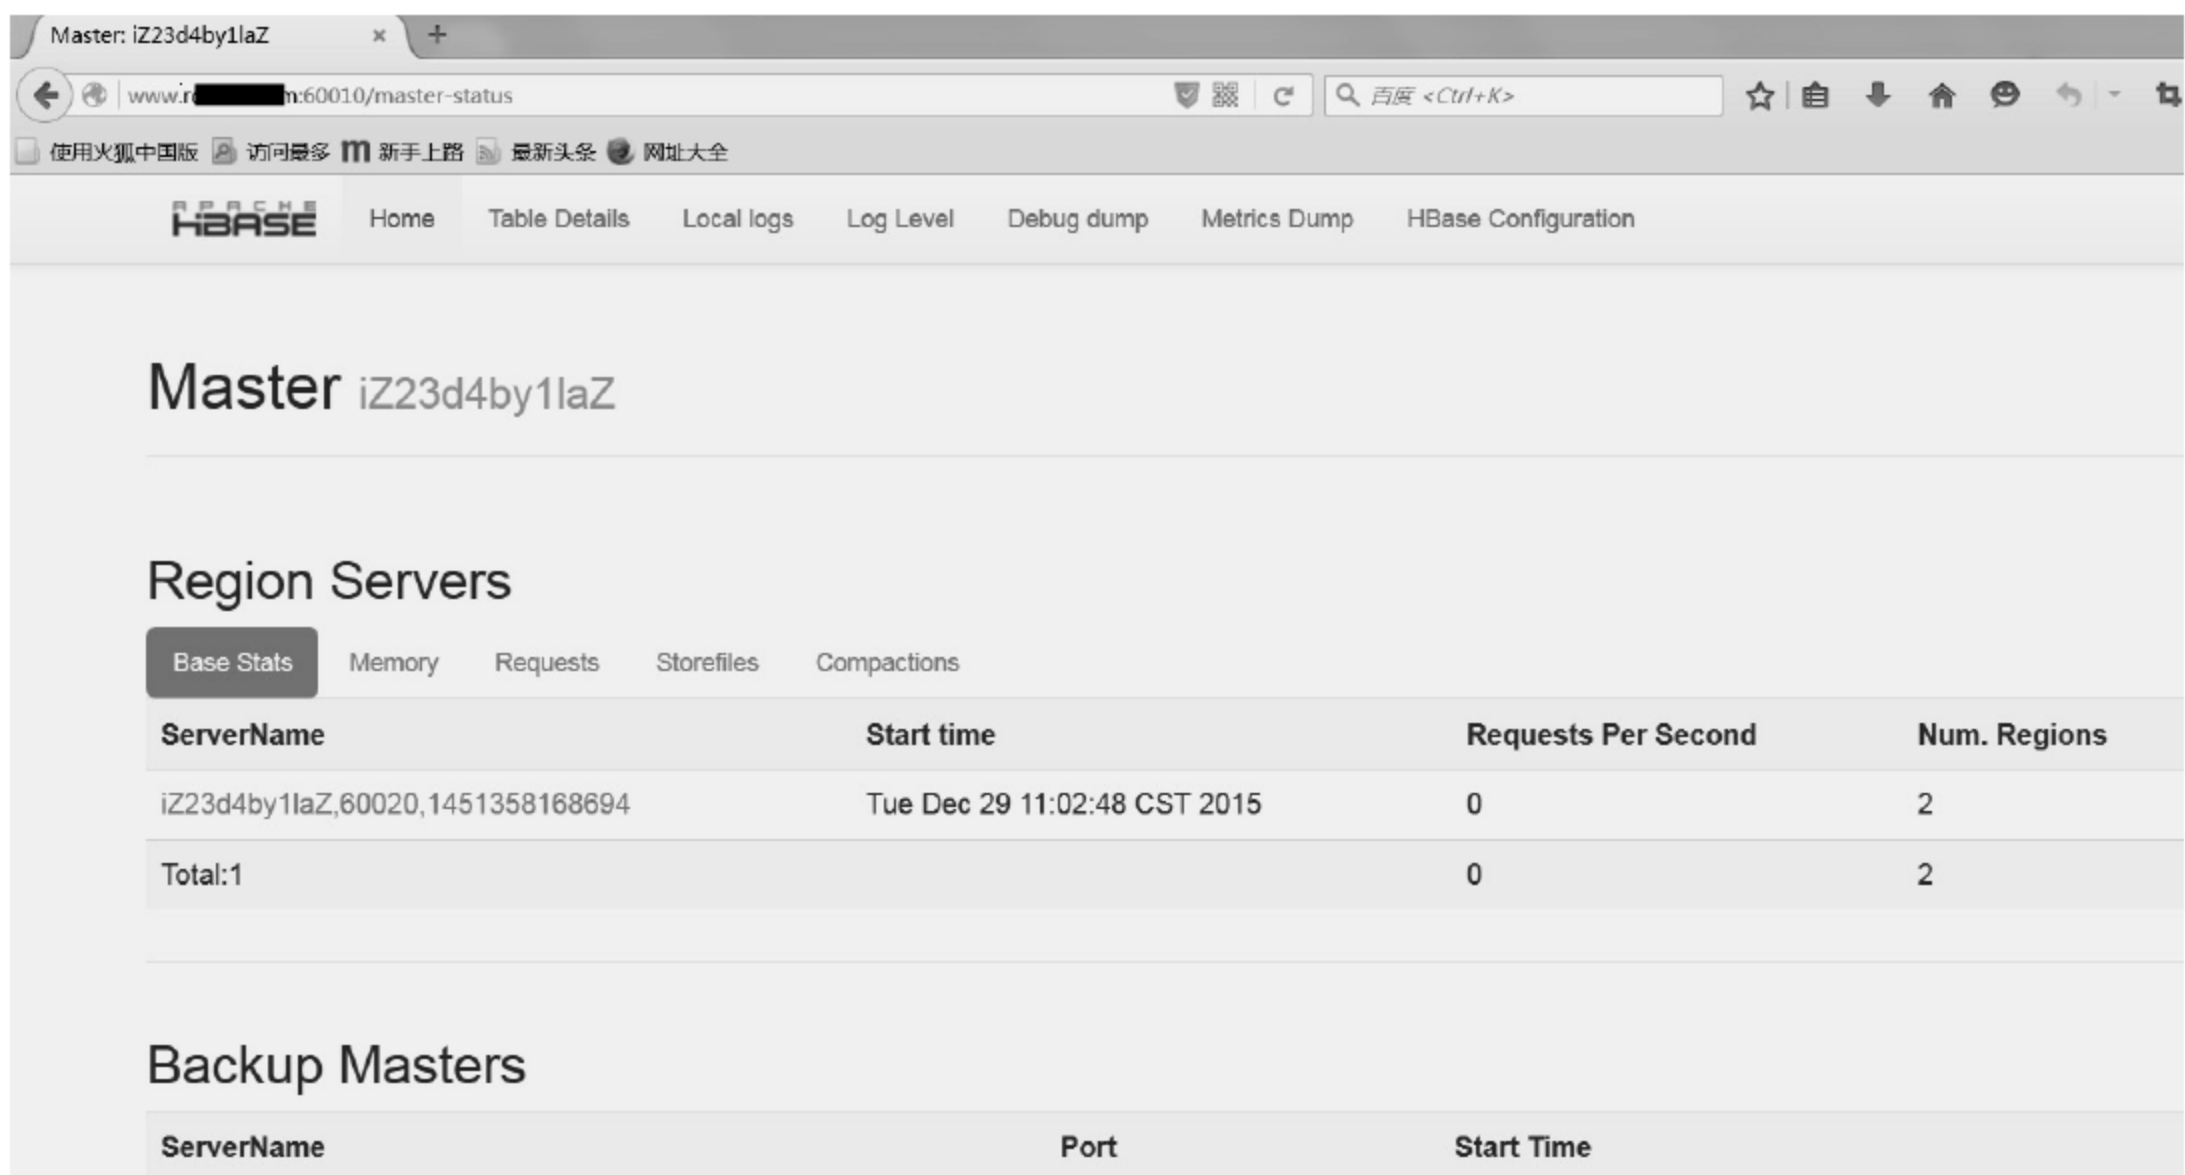 Master: iZ23d4by1laZ
www.r m:60010/master-status
百度 <Ctrl+K>
使用火狐中国版 访问最多 新手上路 最新头条 网址大全
APACHE
HBASE Home Table Details Local logs Log Level Debug dump Metrics Dump HBase Configuration
Master iZ23d4by1laZ
Region Servers
Base Stats Memory Requests Storefiles Compactions
ServerName Start time Requests Per Second Num. Regions
iZ23d4by1laZ,60020,1451358168694 Tue Dec 29 11:02:48 CST 2015 0 2
Total:1 0 2
Backup Masters
ServerName Port Start Time